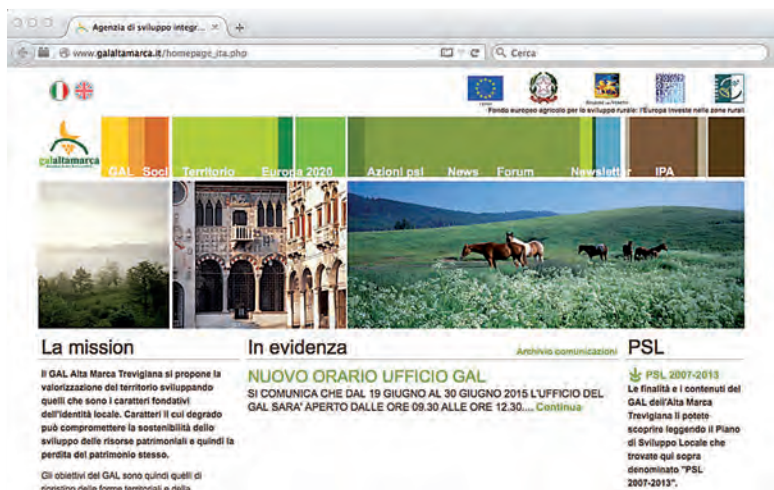 Agenzia di sviluppo integr...
www.galaltamarca.it/homepage_ita.php
Cerca
Fondo europeo agricolo per lo sviluppo rurale: l'Europa investe nelle zone rurali
galaltamarca
GAL Soci Territorio Europa 2020 Azioni psl News Forum Newsletter IPA
La mission
Il GAL Alta Marca Trevigiana si propone la
valorizzazione del territorio sviluppando
quelli che sono i caratteri fondativi
dell'identità locale. Caratteri il cui degrado
può compromettere la sostenibilità dello
sviluppo delle risorse patrimoniali e quindi la
perdita del patrimonio stesso.
Gli obiettivi del GAL sono quindi quelli di
ripristino delle forme territoriali e della
In evidenza
Archivio comunicazioni
NUOVO ORARIO UFFICIO GAL
SI COMUNICA CHE DAL 19 GIUGNO AL 30 GIUGNO 2015 L'UFFICIO DEL
GAL SARA' APERTO DALLE ORE 09.30 ALLE ORE 12.30.... Continua
PSL
PSL 2007-2013
Le finalità e i contenuti del
GAL dell'Alta Marca
Trevigiana li potete
scoprire leggendo il Piano
di Sviluppo Locale che
trovate qui sopra
denominato "PSL
2007-2013".